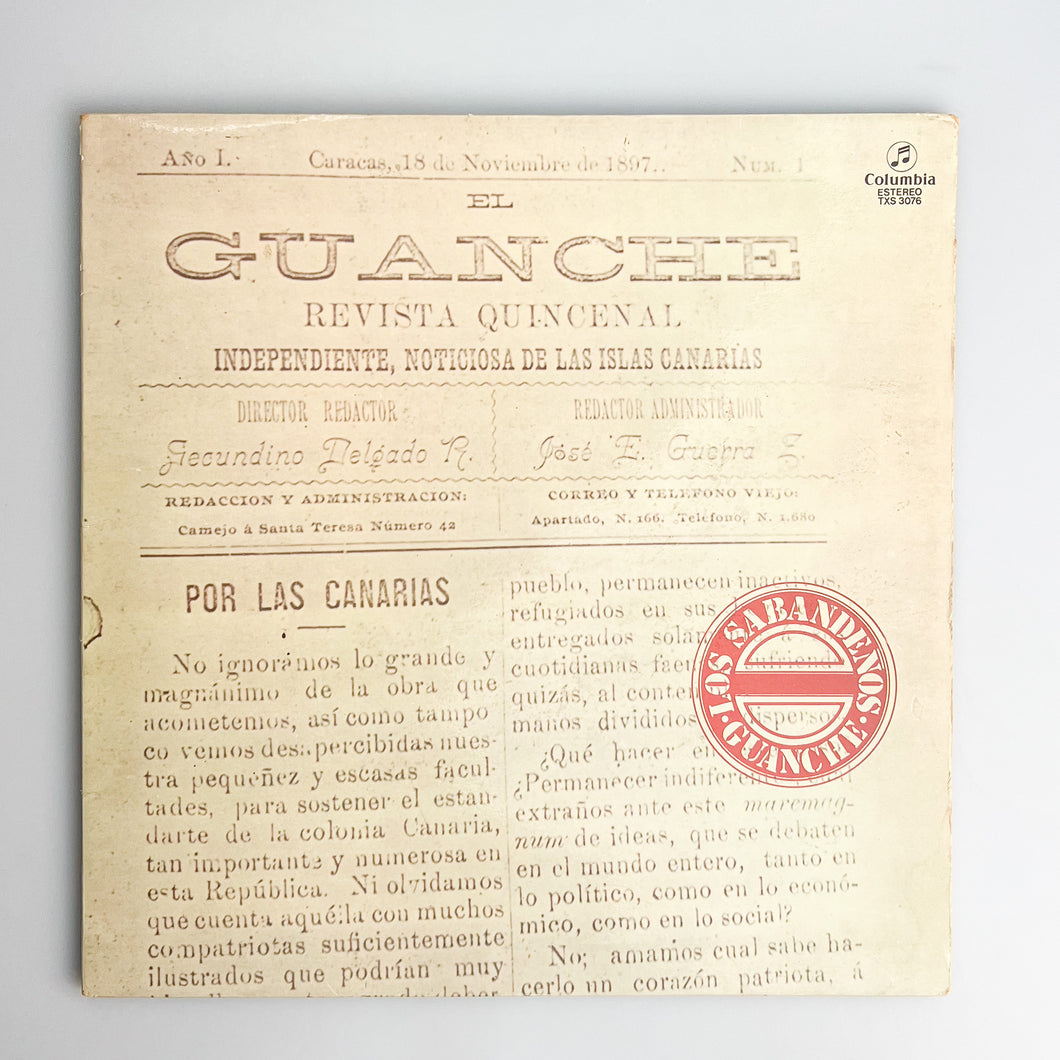 Año I.
Caracas, 18 de Noviembre de 1897.
Num. 1
Columbia
ESTEREO
TXS 3076
EL
GUANCHE
REVISTA QUINCENAL
INDEPENDIENTE, NOTICIOSA DE LAS ISLAS CANARIAS
DIRECTOR REDACTOR
Secundino Delgado R.
REDACTOR ADMINISTRADOR
José E. Guerra Z.
REDACCION Y ADMINISTRACION:
Camejo á Santa Teresa Número 42
CORREO Y TELEFONO VIEJO:
Apartado, N. 166. Teléfono, N. 1.680
POR LAS CANARIAS
No ignorámos lo grande y
magnánimo de la obra que
acometemos, así como tampo
co vemos desapercibidas nues-
tra pequeñez y escasas facul-
tades, para sostener el estan-
darte de la colonia Canaria,
tan importante y numerosa en
esta República. Ni olvidamos
que cuenta aquélla con muchos
compatriotas suficientemente
ilustrados que podrían muy
pueblo, permanecen inactivos,
refugiados en sus
entregados á
cuotidianas sufriend
quizás, al
manos divididos disperso
¿Qué hacer en
¿Permanecer
extraños ante este maremag-
num de ideas, que se debaten
en el mundo entero, tanto en
lo político, como en lo econó-
mico, como en lo social?
No; amamos cual sabe ha-
cerlo un corazón patriota, á
LOS SABANDEÑOS
GUANCHE